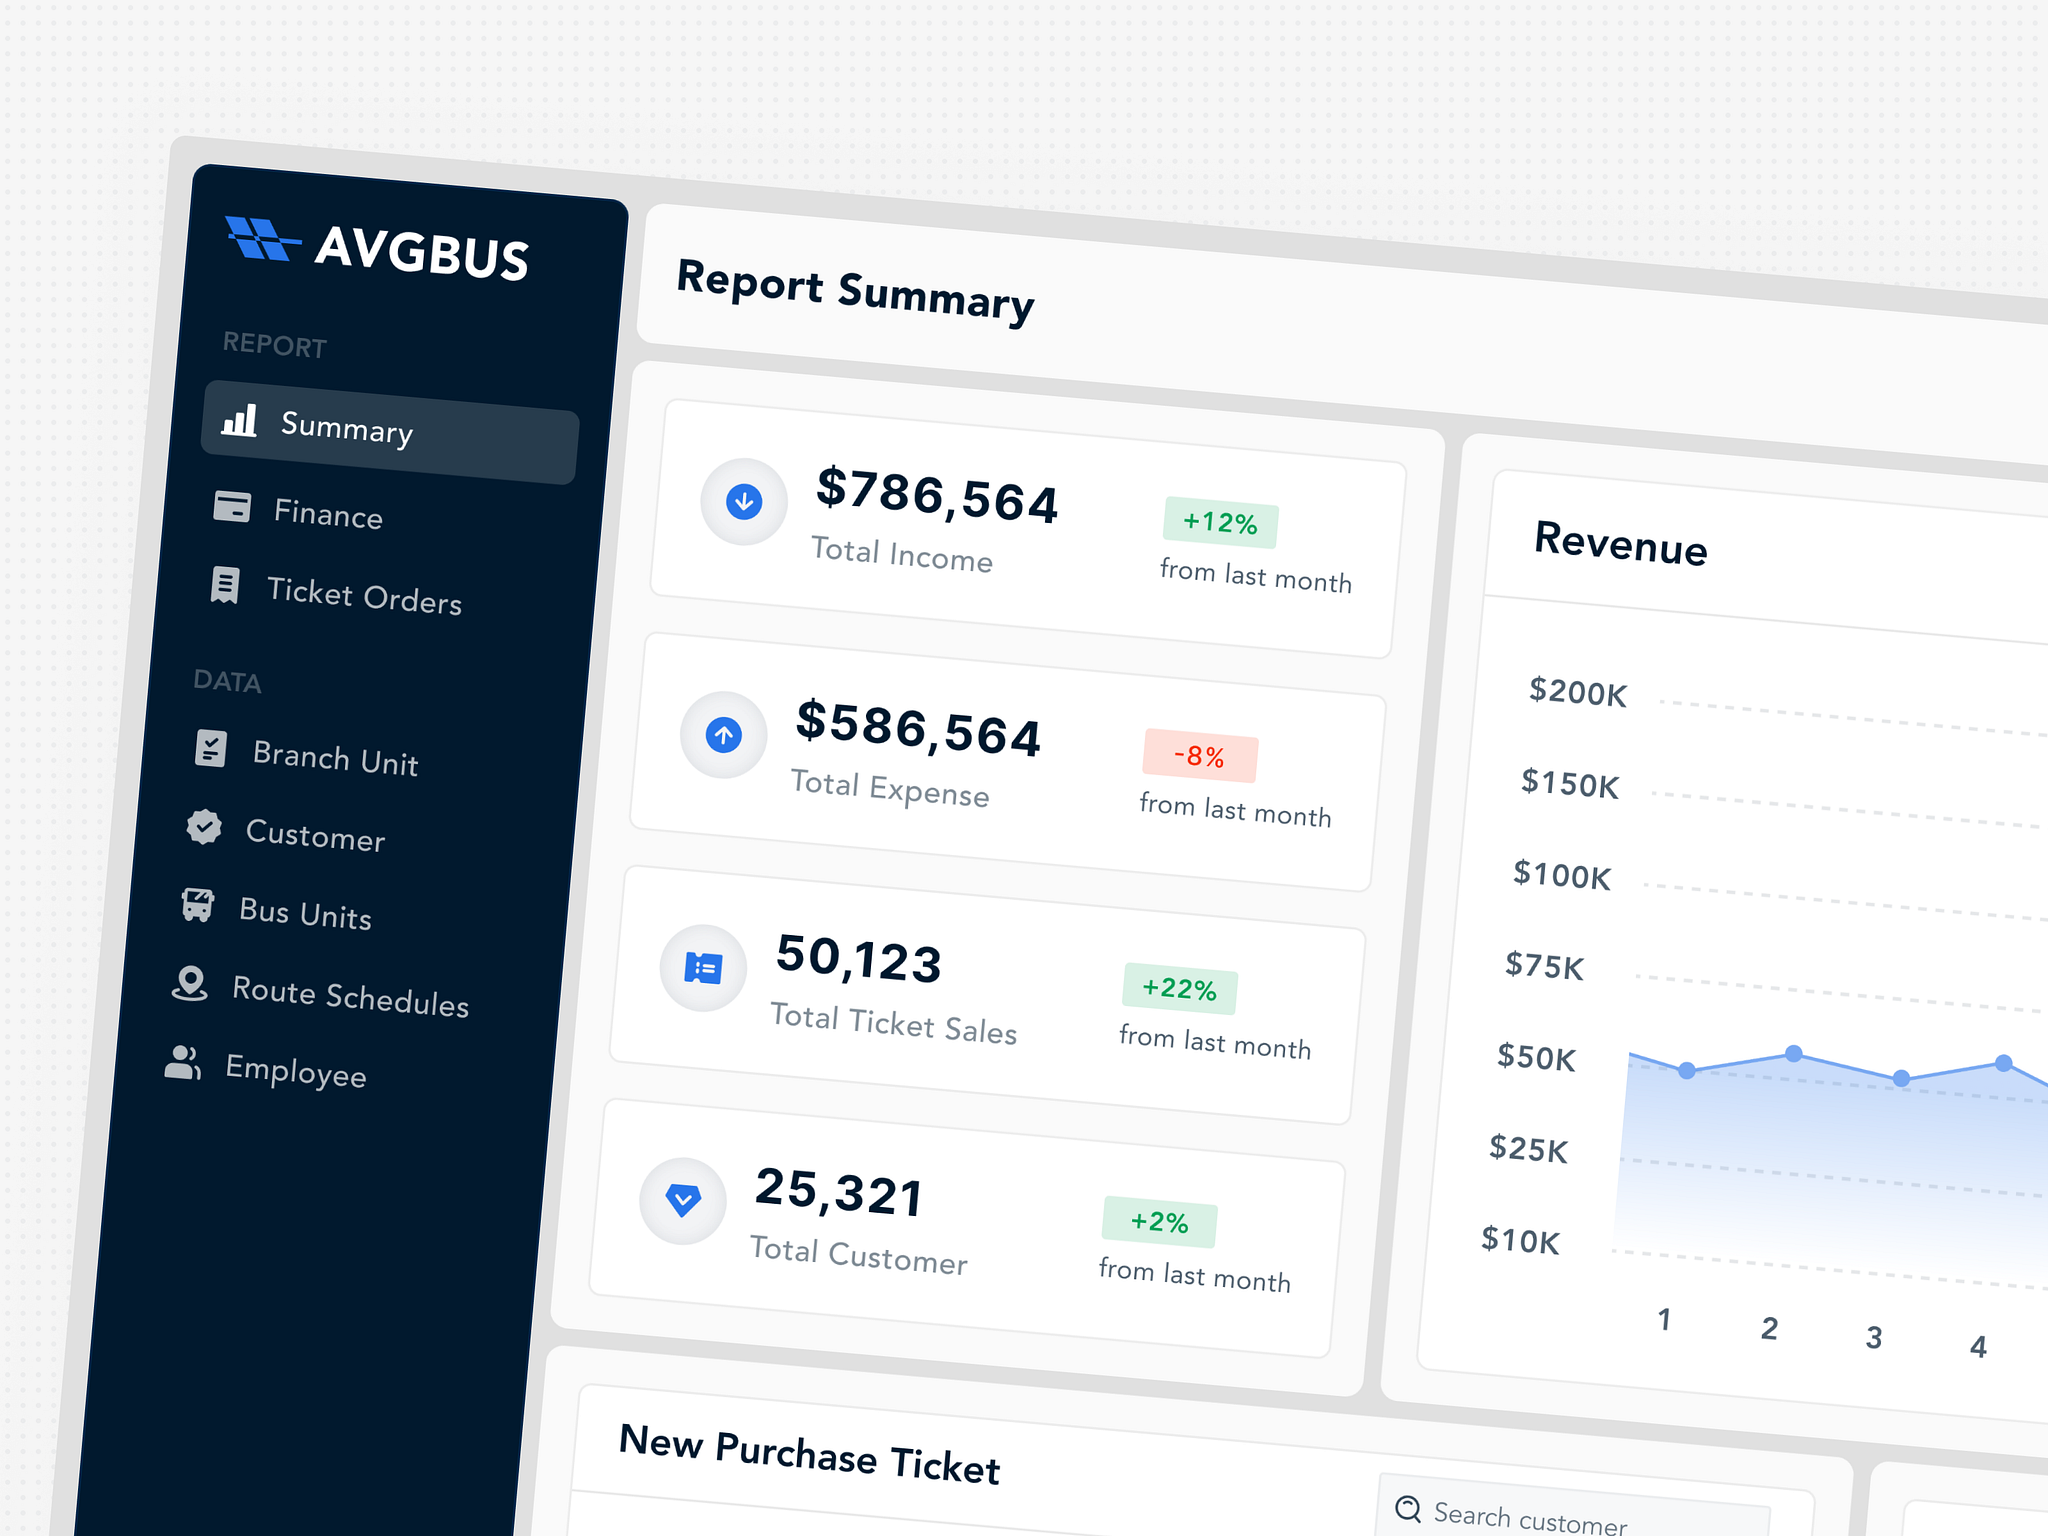 AVGBUS
REPORT
Summary
Finance
Ticket Orders
DATA
Branch Unit
Customer
Bus Units
Route Schedules
Employee
Report Summary
$786,564
Total Income
+12%
from last month
$586,564
Total Expense
-8%
from last month
50,123
Total Ticket Sales
+22%
from last month
25,321
Total Customer
+2%
from last month
Revenue
$200K
$150K
$100K
$75K
$50K
$25K
$10K
1 2 3 4
New Purchase Ticket
Search customer